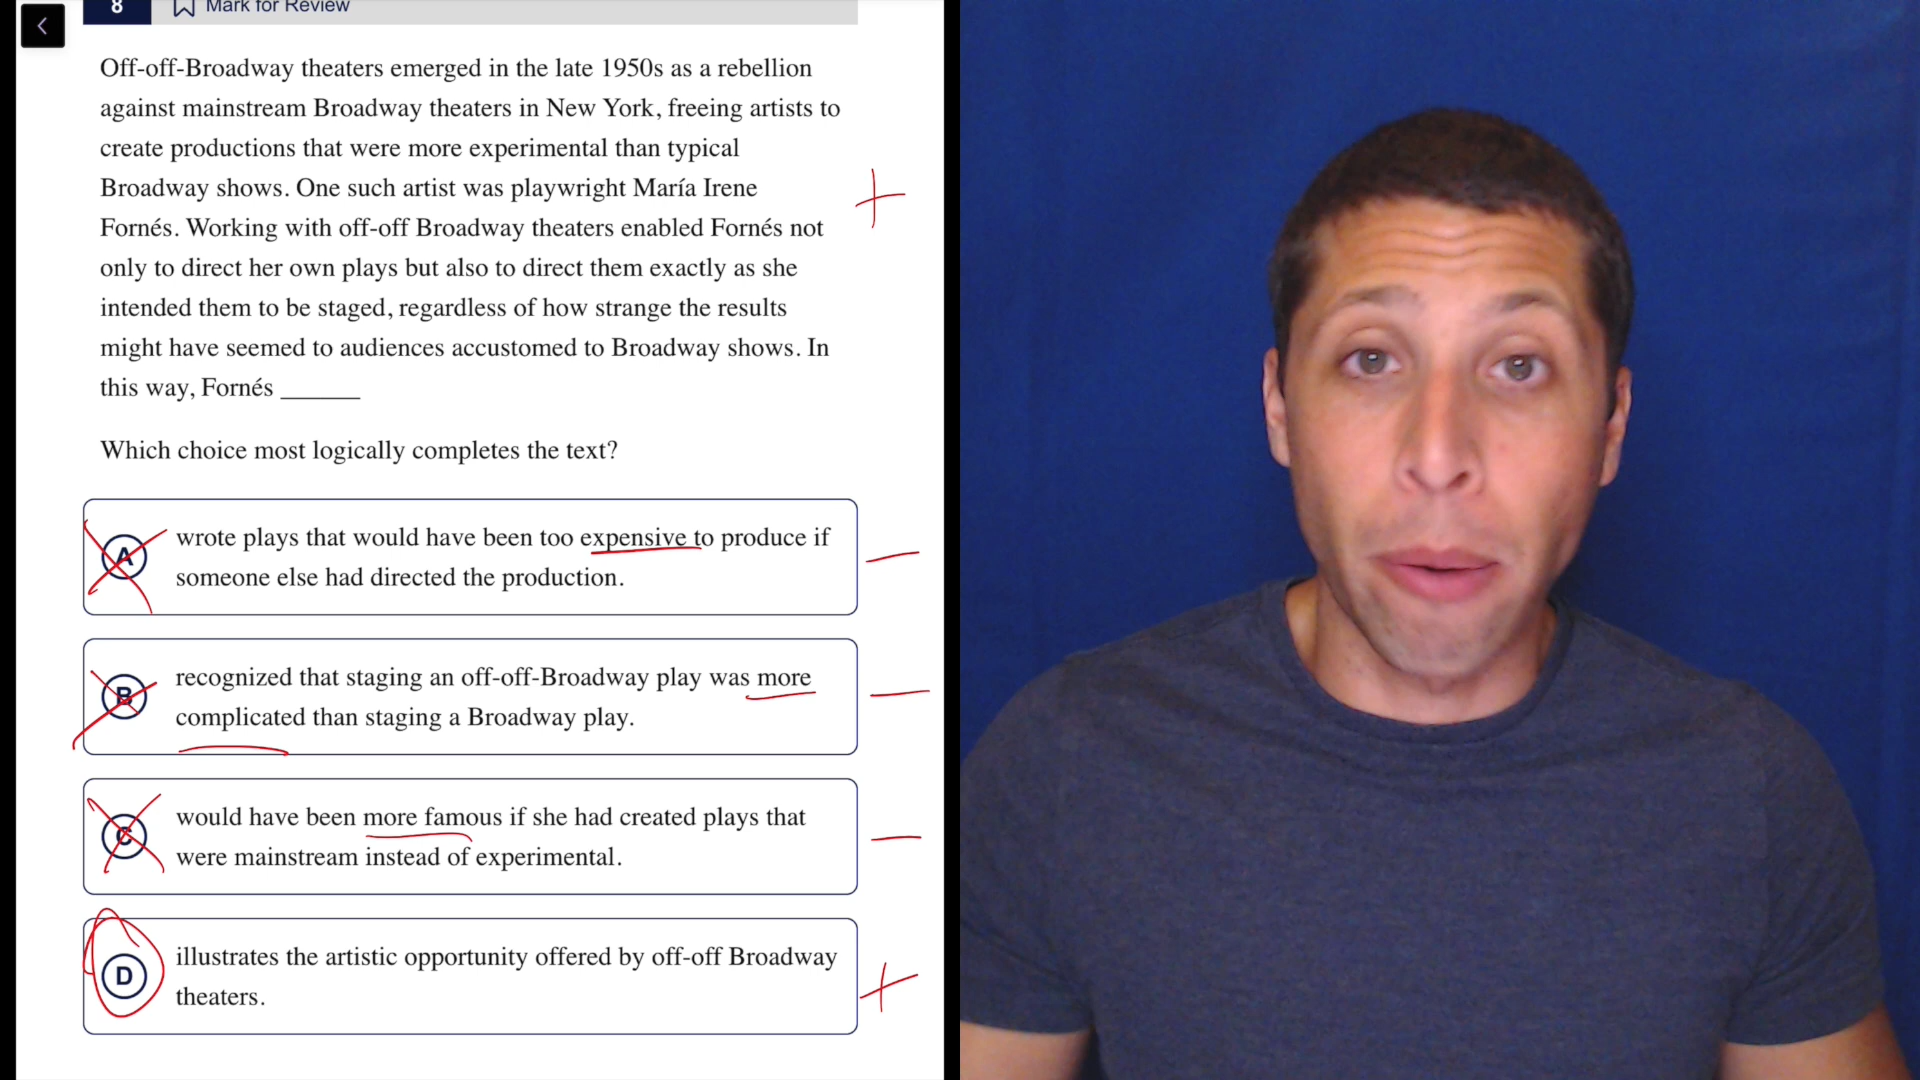 8 Mark for Review
Off-off-Broadway theaters emerged in the late 1950s as a rebellion
against mainstream Broadway theaters in New York, freeing artists to
create productions that were more experimental than typical
Broadway shows. One such artist was playwright María Irene
Fornés. Working with off-off Broadway theaters enabled Fornés not
only to direct her own plays but also to direct them exactly as she
intended them to be staged, regardless of how strange the results
might have seemed to audiences accustomed to Broadway shows. In
this way, Fornés ______
Which choice most logically completes the text?
A wrote plays that would have been too expensive to produce if
someone else had directed the production.
B recognized that staging an off-off-Broadway play was more
complicated than staging a Broadway play.
C would have been more famous if she had created plays that
were mainstream instead of experimental.
D illustrates the artistic opportunity offered by off-off Broadway
theaters.